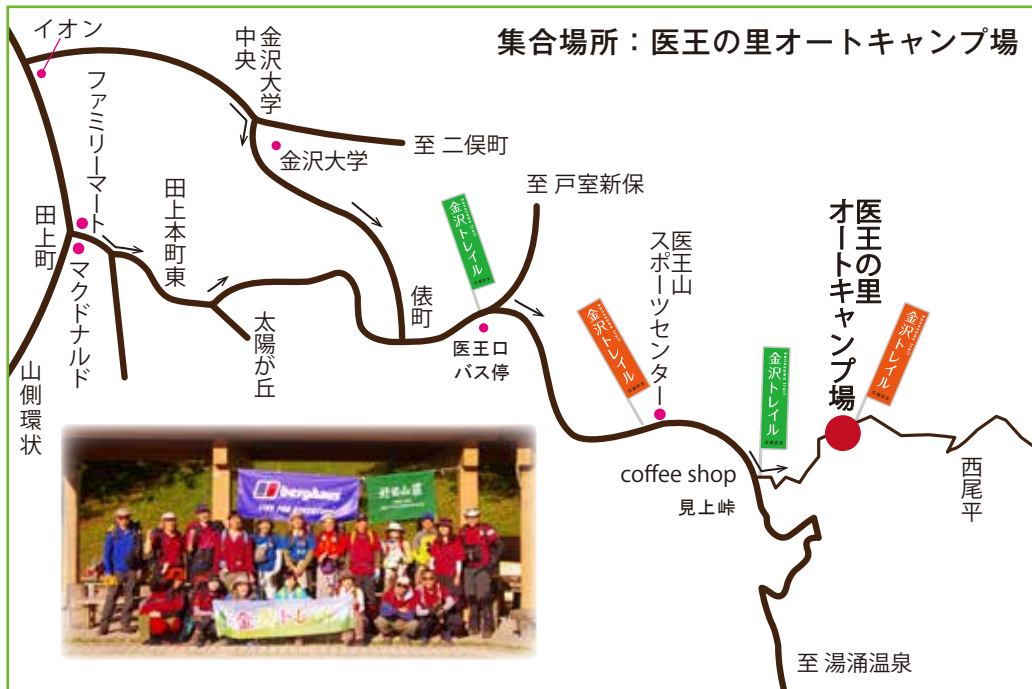 集合場所：医王の里オートキャンプ場
イオン
金沢大学
中央
ファミリーマート
金沢大学
至 二俣町
至 戸室新保
田上町
マクドナルド
田上本町東
太陽が丘
俵町
金沢トレイル
医王口
バス停
金沢トレイル
医王山
スポーツセンター
金沢トレイル
医王の里
オートキャンプ場
金沢トレイル
山側環状
coffee shop
見上峠
西尾平
至 湯涌温泉
berghaus
LIVE FOR ADVENTURE
好日山荘
金沢トレイル